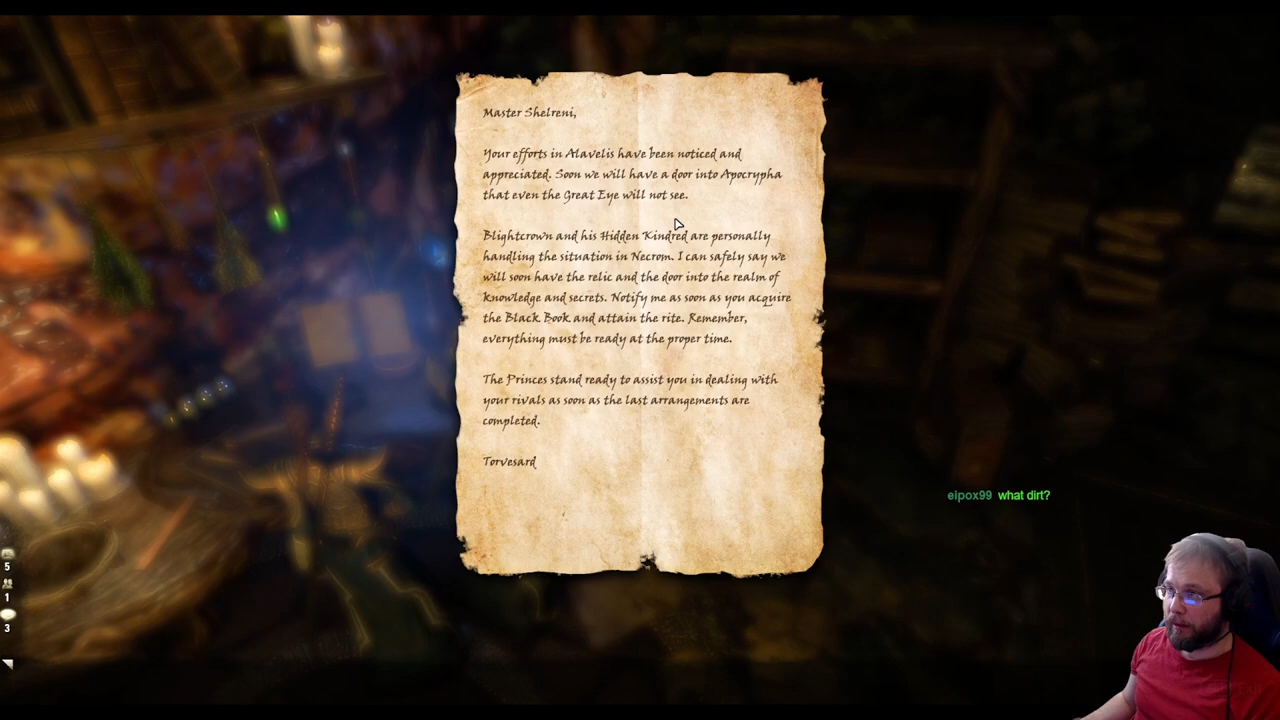 Master Shelreni,
Your efforts in Alavelis have been noticed and
appreciated. Soon we will have a door into Apocrypha
that even the Great Eye will not see.
Blightcrown and his Hidden Kindred are personally
handling the situation in Necrom. I can safely say we
will soon have the relic and the door into the realm of
knowledge and secrets. Notify me as soon as you acquire
the Black Book and attain the rite. Remember,
everything must be ready at the proper time.
The Princes stand ready to assist you in dealing with
your rivals as soon as the last arrangements are
completed.
Torvesard
eipox99 what dirt?
5
1
3